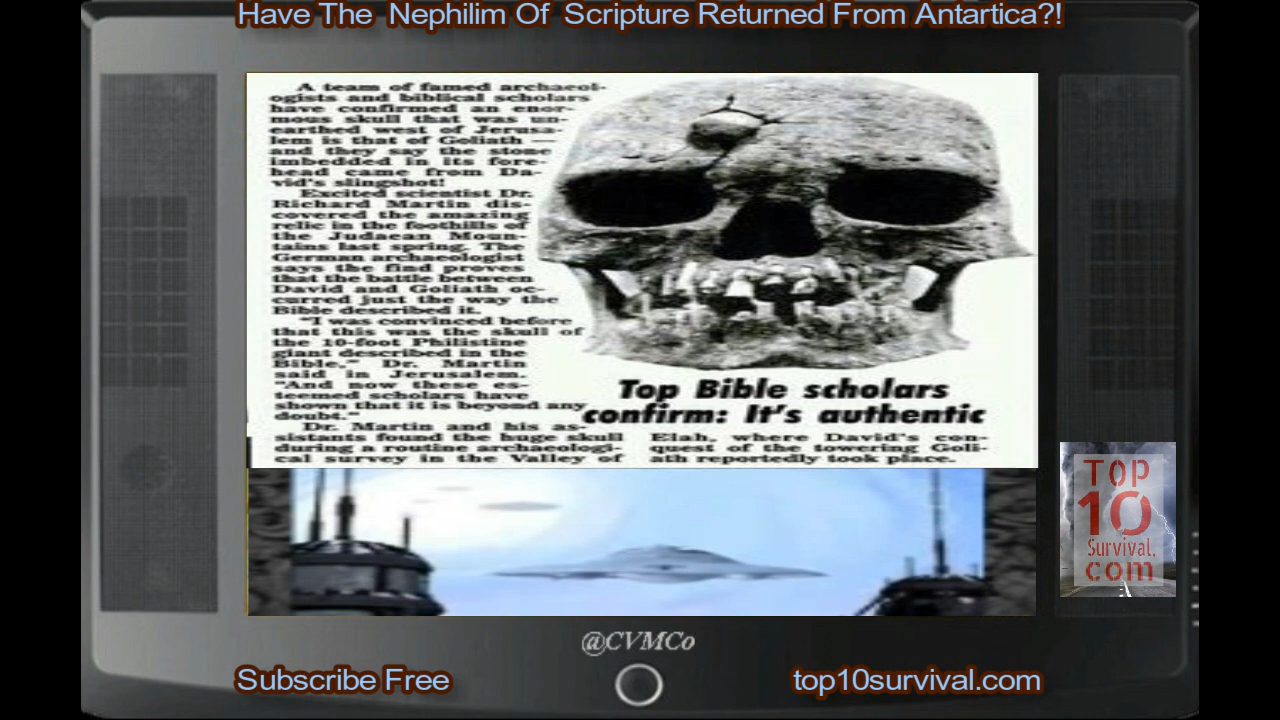 Have The Nephilim Of Scripture Returned From Antartica?!
A team of famed archaeol-
ogists and biblical scholars
have confirmed an enor-
mous skull that was un-
earthed west of Jerusa-
lem is that of Goliath —
and they say the stone
imbedded in its fore-
head came from Da-
vid's slingshot!
Excited scientist Dr.
Richard Martin dis-
covered the amazing
relic in the foothills of
the Judaean Moun-
tains last spring. The
German archaeologist
says the find proves
that the battle between
David and Goliath oc-
curred just the way the
Bible described it.
"I was convinced before
that this was the skull of
the 10-foot Philistine
giant described in the
Bible," Dr. Martin
said in Jerusalem.
"And now these es-
teemed scholars have
shown that it is beyond any
doubt."
Dr. Martin and his as-
sistants found the huge skull
during a routine archaeologi-
cal survey in the Valley of
Top Bible scholars
confirm: It's authentic
Elah, where David's con-
quest of the towering Goli-
ath reportedly took place.
TOP
10
Survival.
com
@CVMCo
Subscribe Free
top10survival.com